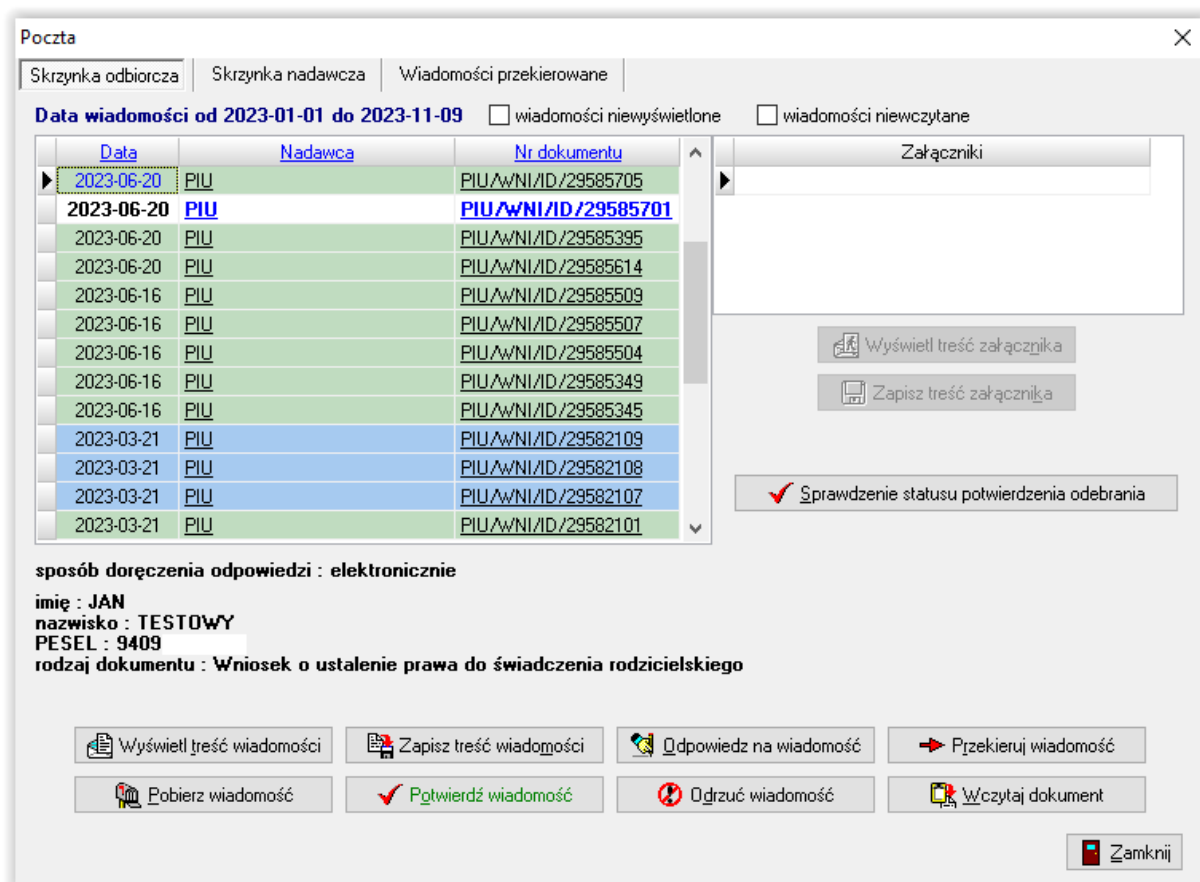 Poczta
Skrzynka odbiorcza Skrzynka nadawcza Wiadomości przekierowane
Data wiadomości od 2023-01-01 do 2023-11-09 wiadomości niewyświetlone wiadomości niewczytane
Data Nadawca Nr dokumentu Załączniki
2023-06-20 PIU PIU/WNI/ID/29585705
2023-06-20 PIU PIU/WNI/ID/29585701
2023-06-20 PIU PIU/WNI/ID/29585395
2023-06-20 PIU PIU/WNI/ID/29585614
2023-06-16 PIU PIU/WNI/ID/29585509
2023-06-16 PIU PIU/WNI/ID/29585507
2023-06-16 PIU PIU/WNI/ID/29585504
2023-06-16 PIU PIU/WNI/ID/29585349
2023-06-16 PIU PIU/WNI/ID/29585345
2023-03-21 PIU PIU/WNI/ID/29582109
2023-03-21 PIU PIU/WNI/ID/29582108
2023-03-21 PIU PIU/WNI/ID/29582107
2023-03-21 PIU PIU/WNI/ID/29582101
Wyświetl treść załącznika
Zapisz treść załącznika
Sprawdzenie statusu potwierdzenia odebrania
sposób doręczenia odpowiedzi : elektronicznie
imię : JAN
nazwisko : TESTOWY
PESEL : 9409
rodzaj dokumentu : Wniosek o ustalenie prawa do świadczenia rodzicielskiego
Wyświetl treść wiadomości Zapisz treść wiadomości Odpowiedz na wiadomość Przekieruj wiadomość
Pobierz wiadomość Potwierdź wiadomość Odrzuć wiadomość Wczytaj dokument
Zamknij